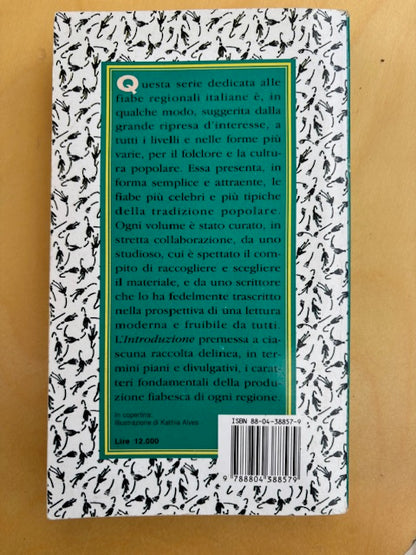 Questa serie dedicata alle
fiabe regionali italiane è, in
qualche modo, suggerita dalla
grande ripresa d'interesse, a
tutti i livelli e nelle forme più
varie, per il folclore e la cultu-
ra popolare. Essa presenta, in
forma semplice e attraente, le
fiabe più celebri e più tipiche
della tradizione popolare.
Ogni volume è stato curato, in
stretta collaborazione, da uno
studioso, cui è spettato il com-
pito di raccogliere e scegliere
il materiale, e da uno scrittore
che lo ha fedelmente trascritto
nella prospettiva di una lettura
moderna e fruibile da tutti.
L'Introduzione premessa a cia-
scuna raccolta delinea, in ter-
mini piani e divulgativi, i carat-
teri fondamentali della produ-
zione fiabesca di ogni regione.
In copertina:
illustrazione di Kathia Alves
Lire 12.000
ISBN 88-04-38857-9
9 788804 388579